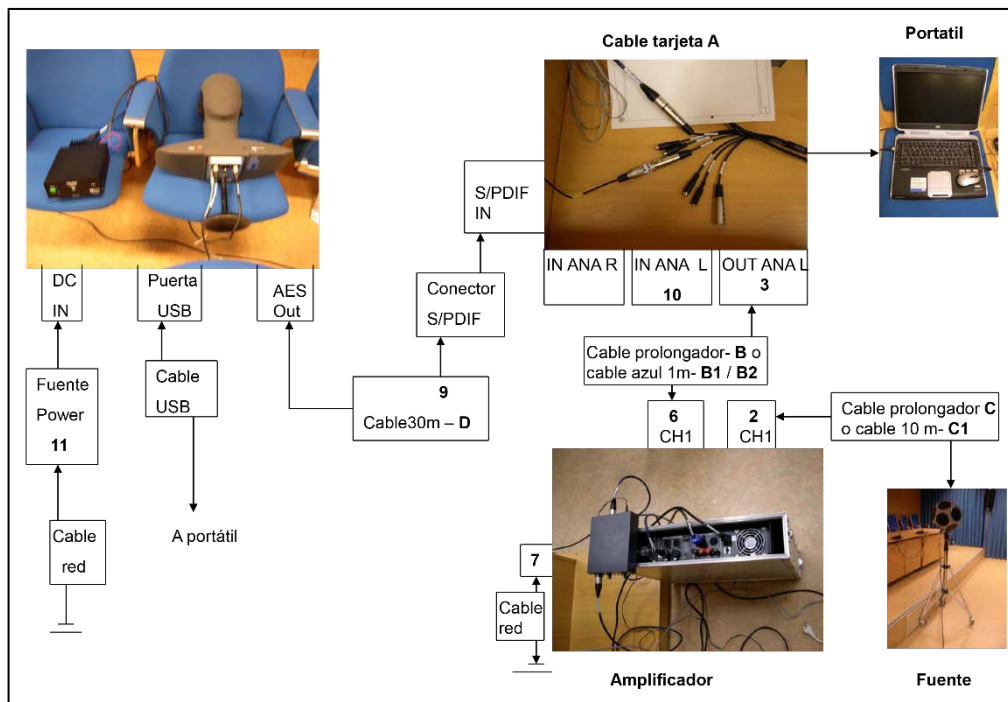 Cable tarjeta A
Portatil
S/PDIF
IN
DC
IN
Puerta
USB
AES
Out
Conector
S/PDIF
IN ANA R
IN ANA L
10
OUT ANA L
3
Fuente
Power
11
Cable
USB
9
Cable30m – D
Cable prolongador- B o
cable azul 1m- B1 / B2
6
CH1
2
CH1
Cable prolongador C
o cable 10 m- C1
Cable
red
A portátil
7
Cable
red
Amplificador
Fuente